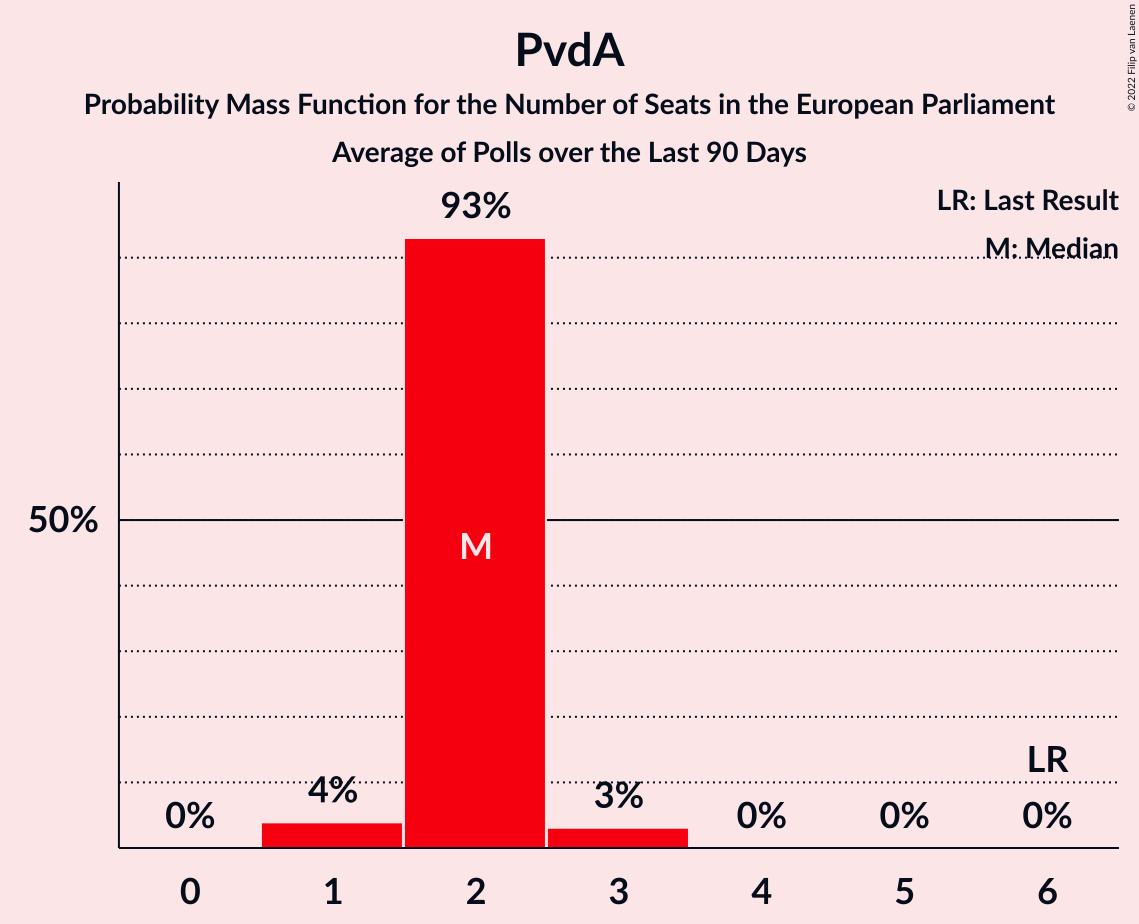 PvdA
Probability Mass Function for the Number of Seats in the European Parliament
Average of Polls over the Last 90 Days
© 2022 Filip van Laenen
LR: Last Result
M: Median
93%
50%
M
LR
4%
3%
0%
0%
0%
0%
0
1
2
3
4
5
6